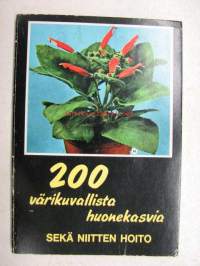 200
värikuvallista
huonekasvia
SEKÄ NIITTEN HOITO